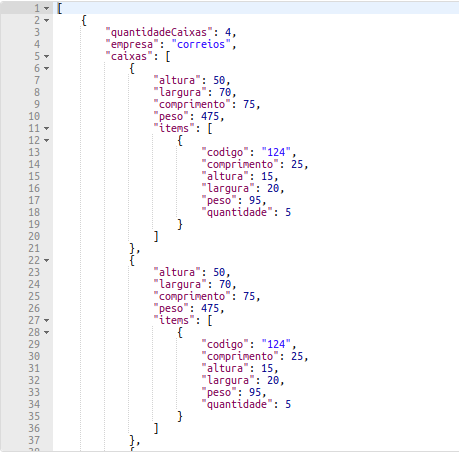 1 [
2 {
3 "quantidadeCaixas": 4,
4 "empresa": "correios",
5 "caixas": [
6 {
7 "altura": 50,
8 "largura": 70,
9 "comprimento": 75,
10 "peso": 475,
11 "items": [
12 {
13 "codigo": "124",
14 "comprimento": 25,
15 "altura": 15,
16 "largura": 20,
17 "peso": 95,
18 "quantidade": 5
19 }
20 ]
21 },
22 {
23 "altura": 50,
24 "largura": 70,
25 "comprimento": 75,
26 "peso": 475,
27 "items": [
28 {
29 "codigo": "124",
30 "comprimento": 25,
31 "altura": 15,
32 "largura": 20,
33 "peso": 95,
34 "quantidade": 5
35 }
36 ]
37 },